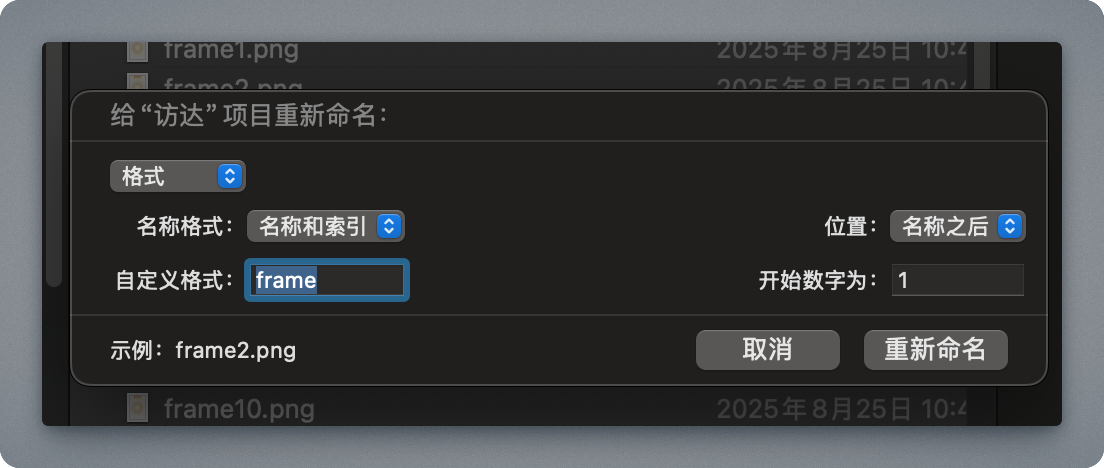 frame1.png 2025年8月25日 10:4
frame2.png 2025年8月25日 10:4
给“访达”项目重新命名：
格式
名称格式： 名称和索引 位置： 名称之后
自定义格式： frame 开始数字为： 1
示例：frame2.png 取消 重新命名
frame10.png 2025年8月25日 10:4